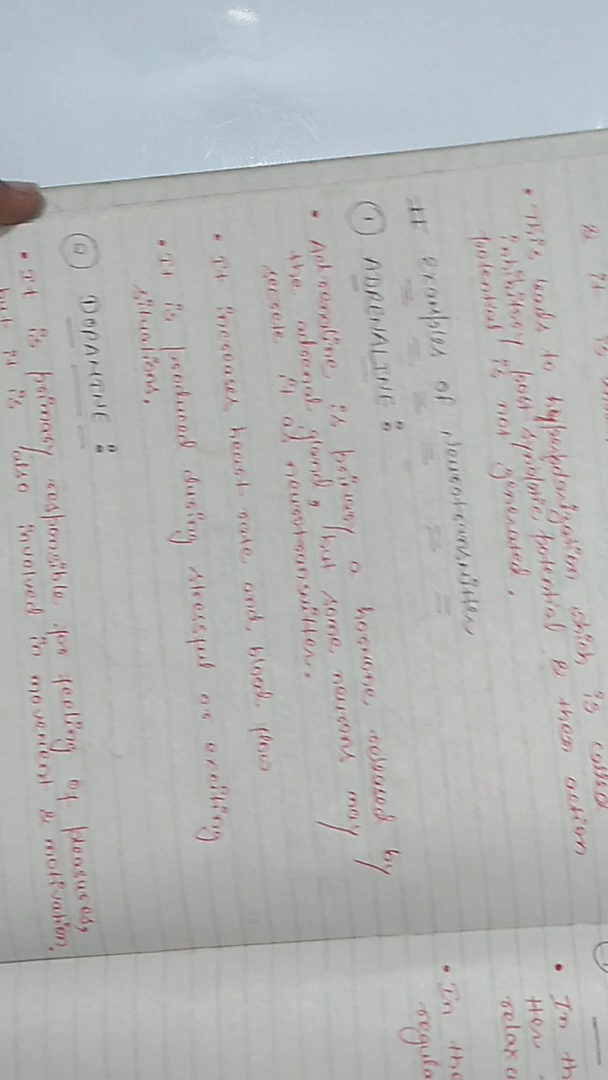 & it is
• This leads to hyperpolarization which is called
inhibitory post synaptic potential & then action
potential is not generated.
# Examples of Neurotransmitter
① ADRENALINE :
• Adrenaline is primary a hormone released by
the adrenal gland, but some neurons may
secrete it as neurotransmitter.
• It increases heart rate and blood flow
• It is produced during stressful or exciting
situations.
② DOPAMINE :
• It is primary responsible for feeling of pleasures,
but it is also involved in movement & motivation.
• In th
Her
relax
• In the
regula